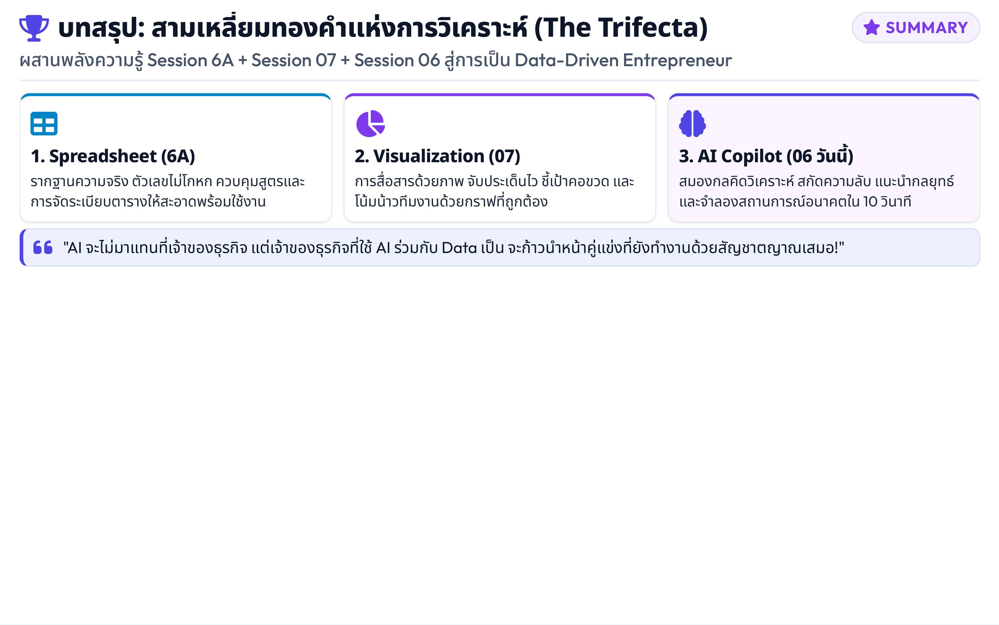 บทสรุป: สามเหลี่ยมทองคำแห่งการวิเคราะห์ (The Trifecta)
SUMMARY
ผสานพลังความรู้ Session 6A + Session 07 + Session 06 สู่การเป็น Data-Driven Entrepreneur
1. Spreadsheet (6A)
รากฐานความจริง ตัวเลขไม่โกหก ควบคุมสูตรและ
การจัดระเบียบตารางให้สะอาดพร้อมใช้งาน
2. Visualization (07)
การสื่อสารด้วยภาพ จับประเด็นไว ชี้เป้าคอขวด และ
โน้มน้าวทีมงานด้วยกราฟที่ถูกต้อง
3. AI Copilot (06 วันนี้)
สมองกลคิดวิเคราะห์ สกัดความลับ แนะนำกลยุทธ์
และจำลองสถานการณ์อนาคตใน 10 วินาที
"AI จะไม่มาแทนที่เจ้าของธุรกิจ แต่เจ้าของธุรกิจที่ใช้ AI ร่วมกับ Data เป็น จะก้าวนำหน้าคู่แข่งที่ยังทำงานด้วยสัญชาตญาณเสมอ!"